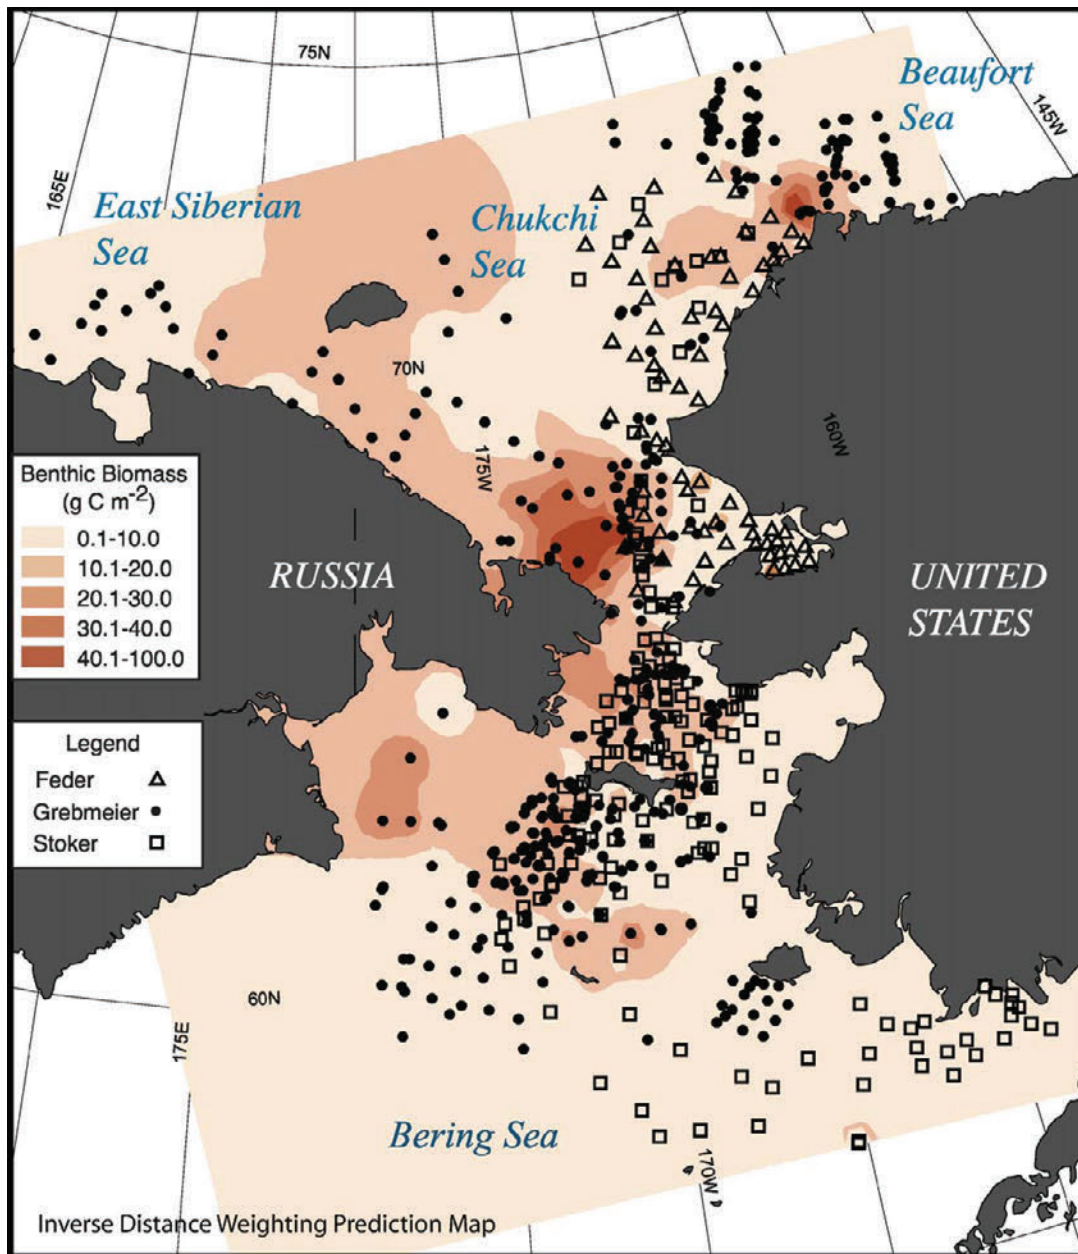 75N
Beaufort
Sea
145W
165E
East Siberian
Sea
Chukchi
Sea
70N
160W
175W
Benthic Biomass
(g C m-2)
0.1-10.0
10.1-20.0
20.1-30.0
30.1-40.0
40.1-100.0
RUSSIA
UNITED
STATES
Legend
Feder
Grebmeier
Stoker
60N
175E
Bering Sea
170W
Inverse Distance Weighting Prediction Map